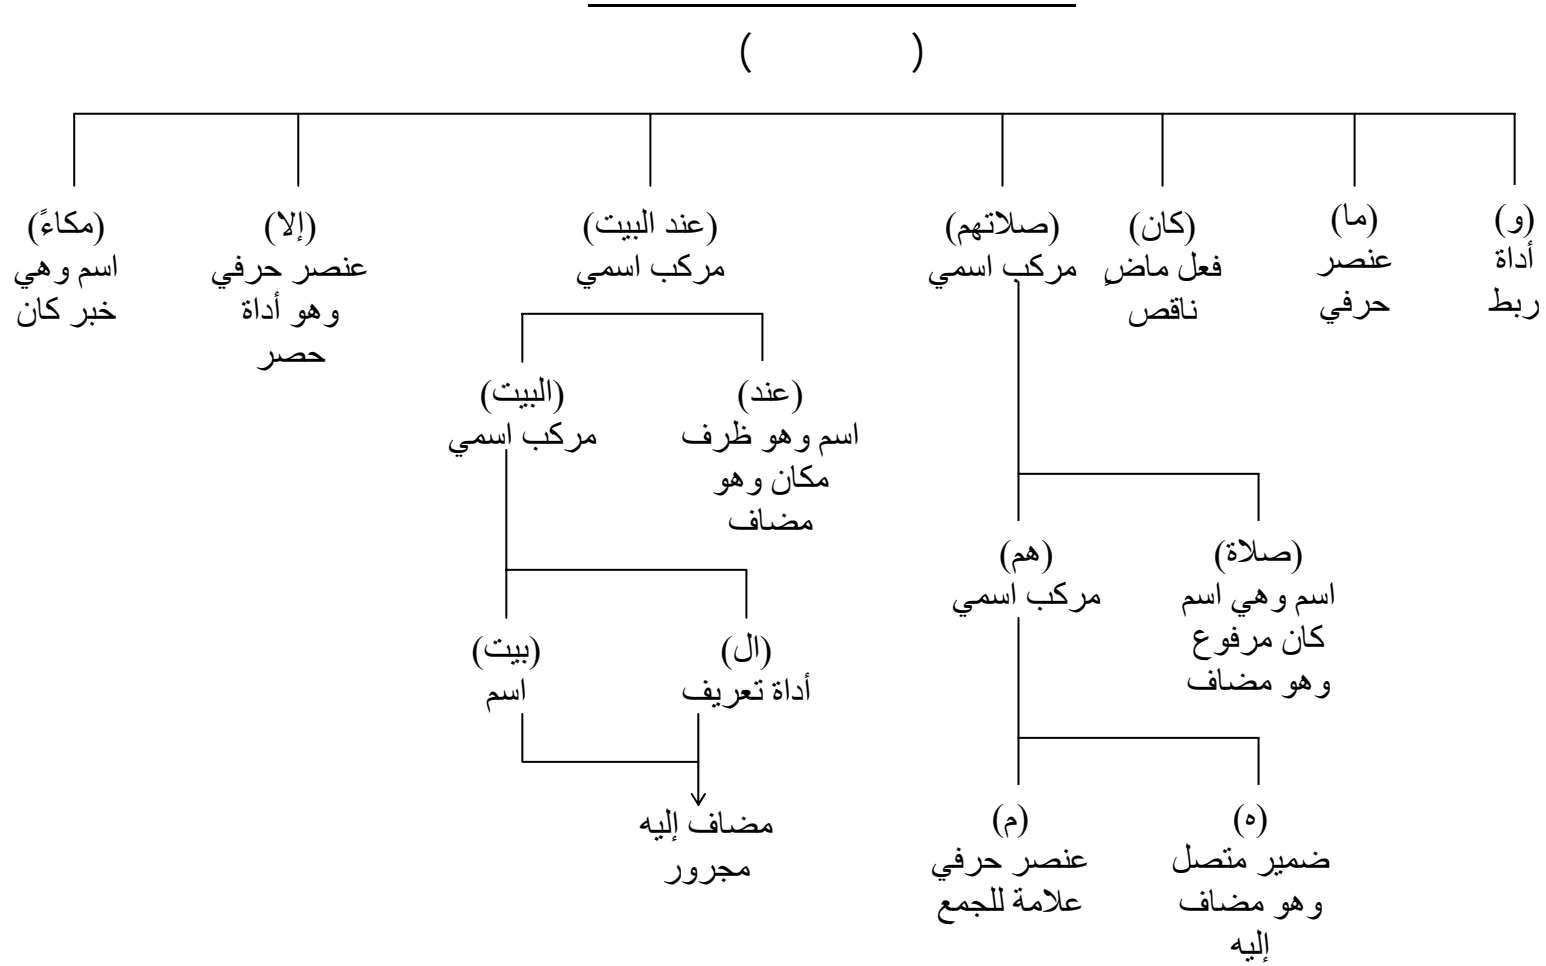 (        )
(و)
أداة
ربط
(ما)
عنصر
حرفي
(كان)
فعل ماضٍ
ناقص
(صلاتهم)
مركب اسمي
(عند البيت)
مركب اسمي
(إلا)
عنصر حرفي
وهو أداة
حصر
(مكاءً)
اسم وهي
خبر كان
(عند)
اسم وهو ظرف
مكان وهو
مضاف
(البيت)
مركب اسمي
(صلاة)
اسم وهي اسم
كان مرفوع
وهو مضاف
(هم)
مركب اسمي
(ال)
أداة تعريف
(بيت)
اسم
مضاف إليه
مجرور
(ه)
ضمير متصل
وهو مضاف
إليه
(م)
عنصر حرفي
علامة للجمع